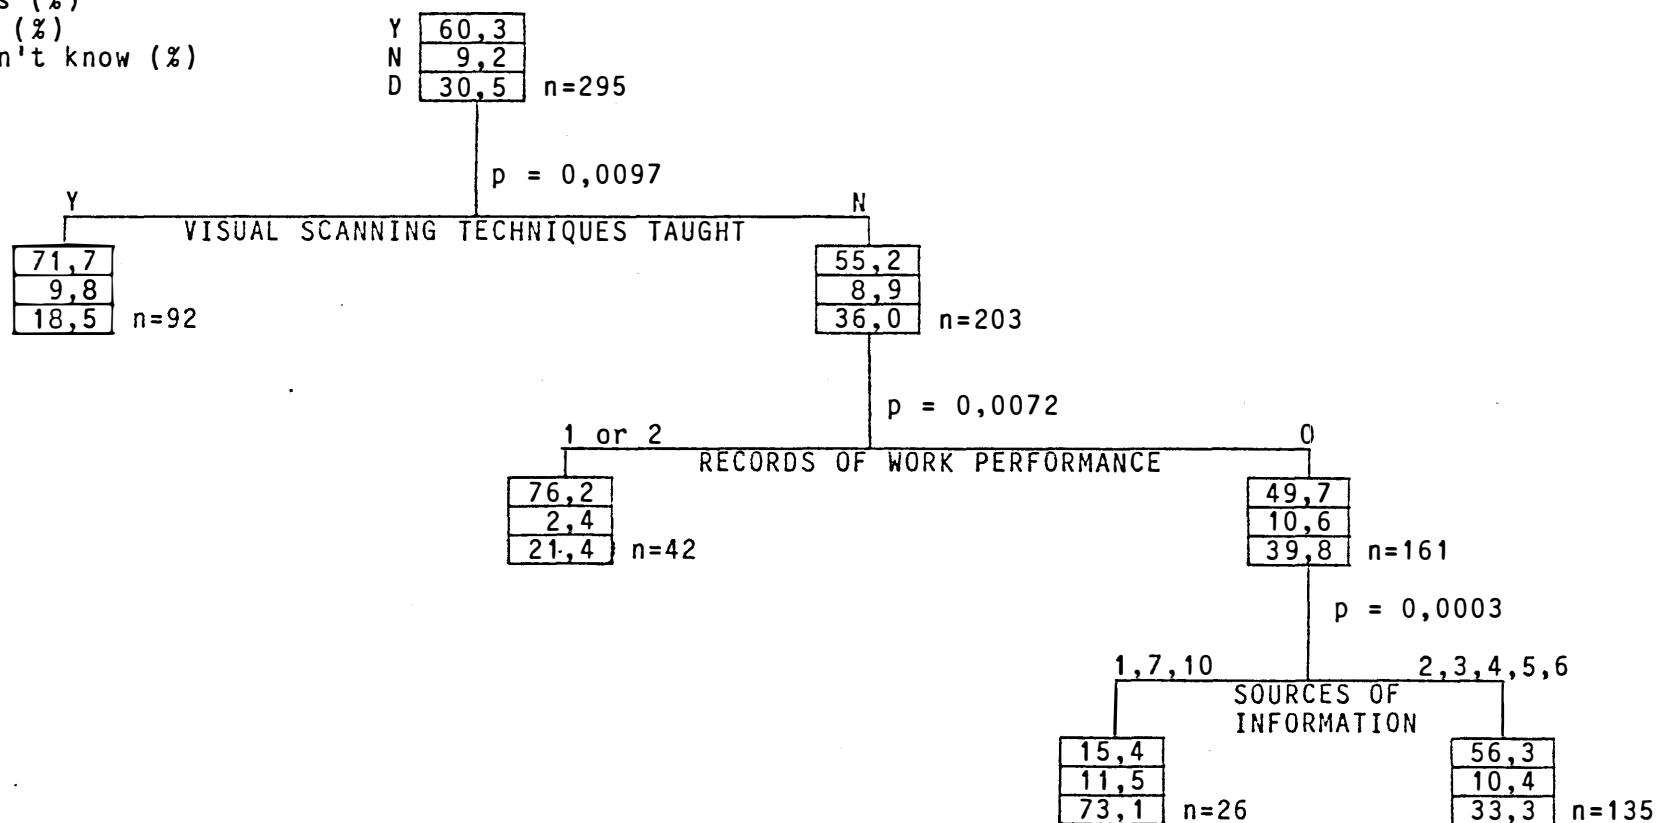 (%)
(%)
n't know (%)
Y 60,3
N 9,2
D 30,5 n=295
p = 0,0097
Y N
VISUAL SCANNING TECHNIQUES TAUGHT
71,7 55,2
9,8 8,9
18,5 n=92 36,0 n=203
p = 0,0072
1 or 2 0
RECORDS OF WORK PERFORMANCE
76,2 49,7
2,4 10,6
21,4 n=42 39,8 n=161
p = 0,0003
1,7,10 2,3,4,5,6
SOURCES OF
INFORMATION
15,4 56,3
11,5 10,4
73,1 n=26 33,3 n=135